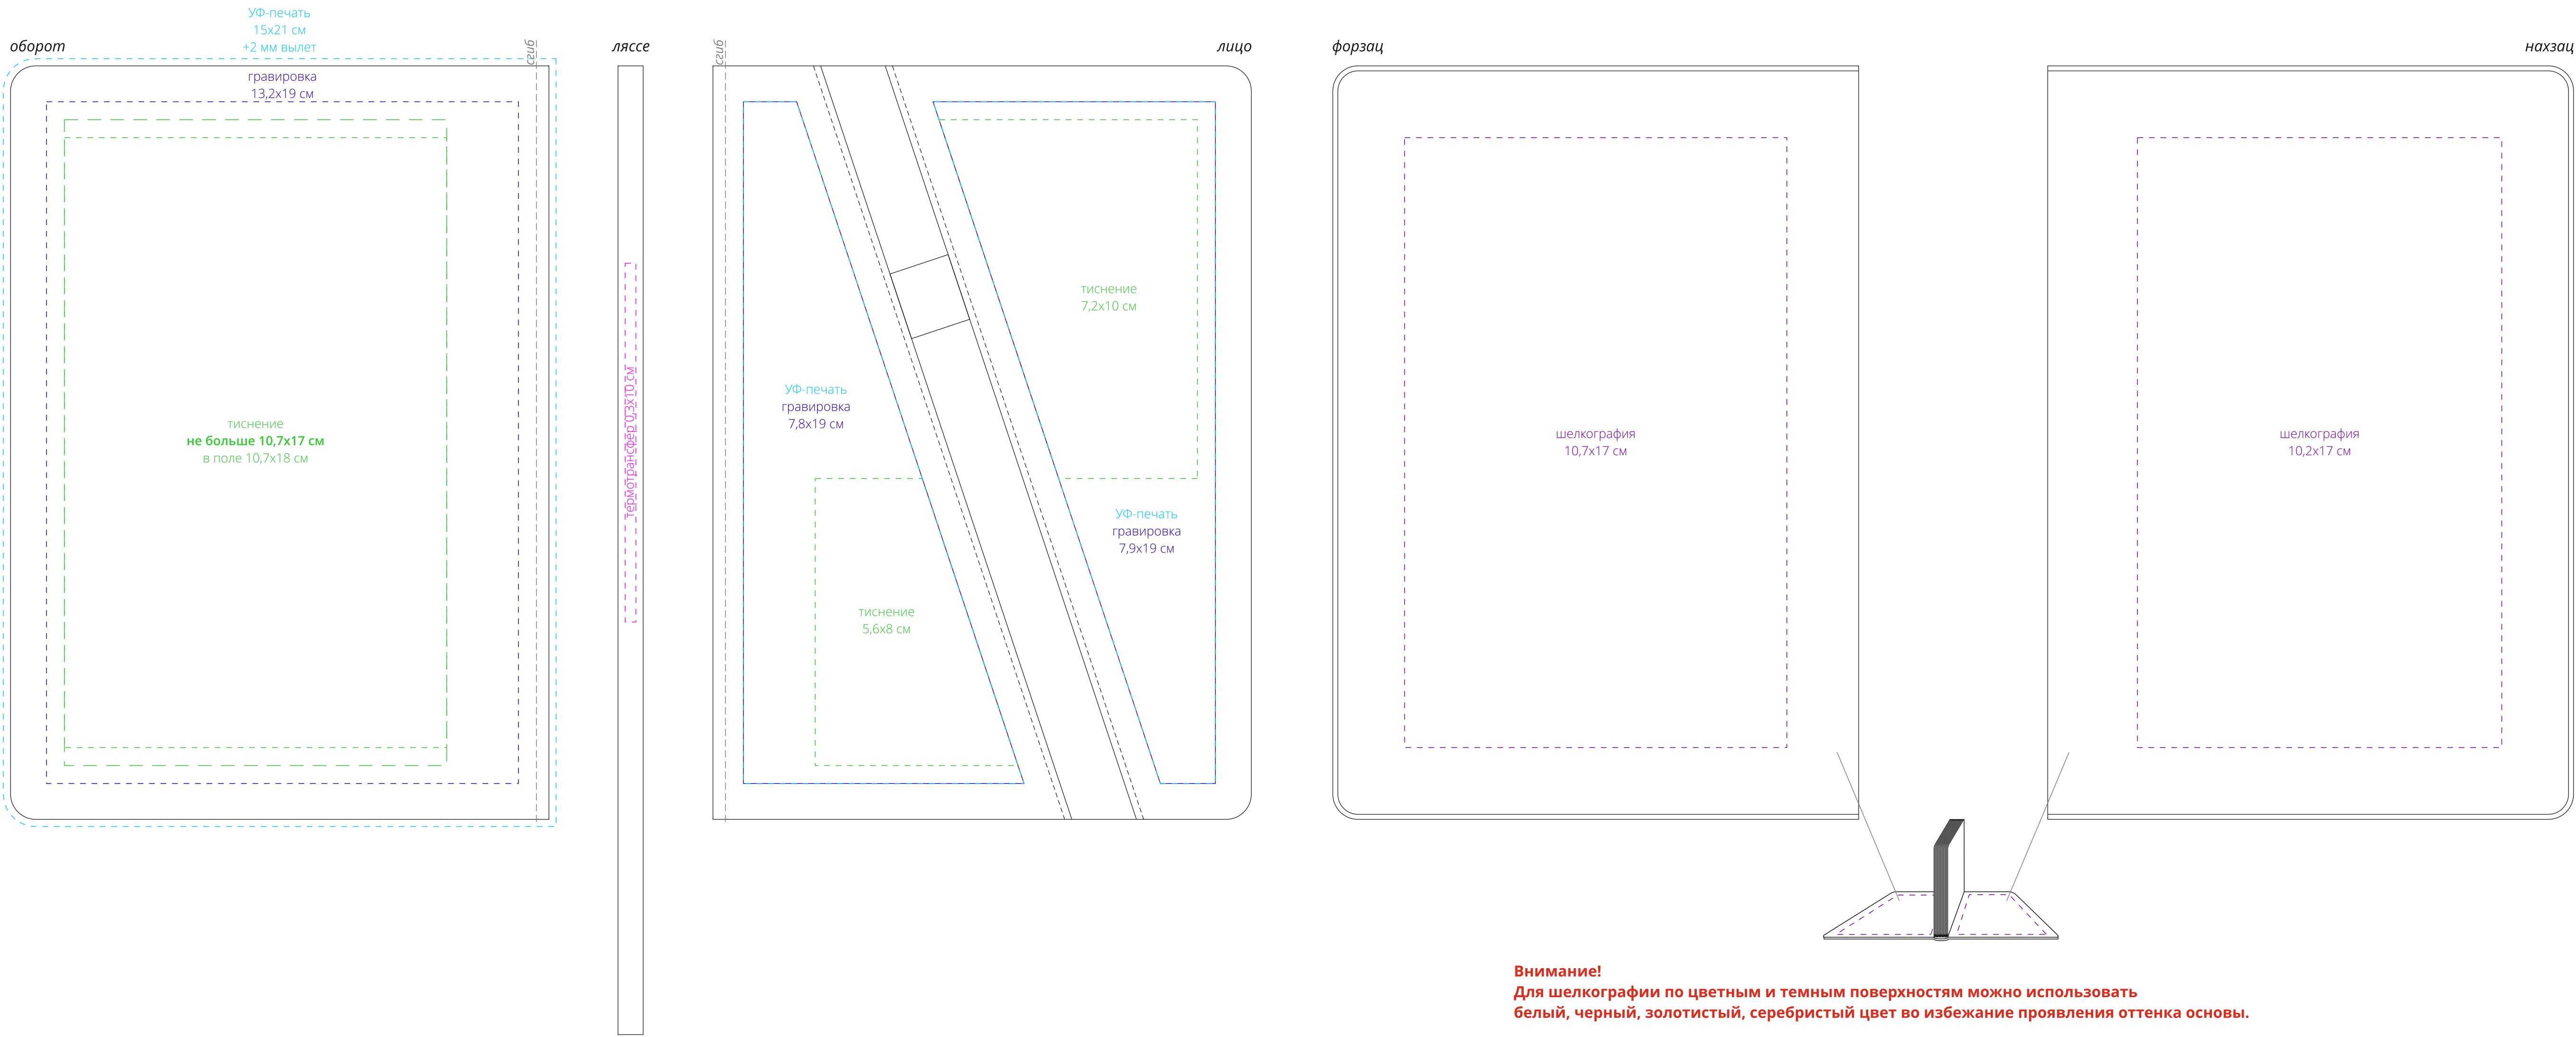 оборот
УФ-печать
15x21 см
+2 мм вылет
сгиб
гравировка
13,2x19 см
тиснение
не больше 10,7x17 см
в поле 10,7x18 см
ляссе
термотрансфер 0,3x10 см
сгиб
лицо
тиснение
7,2x10 см
УФ-печать
гравировка
7,8x19 см
УФ-печать
гравировка
7,9x19 см
тиснение
5,6x8 см
форзац
шелкография
10,7x17 см
нахзац
шелкография
10,2x17 см
Внимание!
Для шелкографии по цветным и темным поверхностям можно использовать
белый, черный, золотистый, серебристый цвет во избежание проявления оттенка основы.